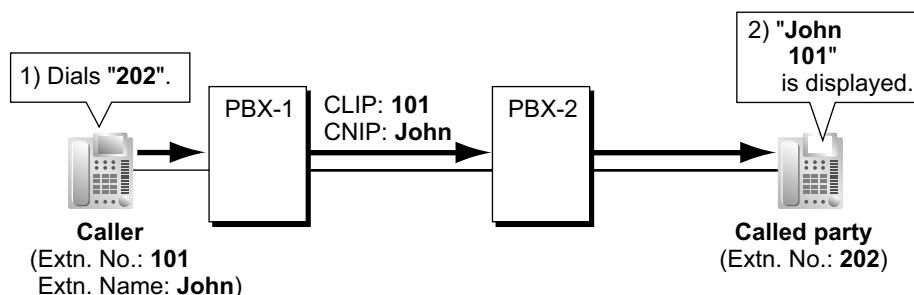 1) Dials "202".
PBX-1
CLIP: 101
CNIP: John
PBX-2
2) "John
101"
is displayed.
Caller
(Extn. No.: 101
Extn. Name: John)
Called party
(Extn. No.: 202)